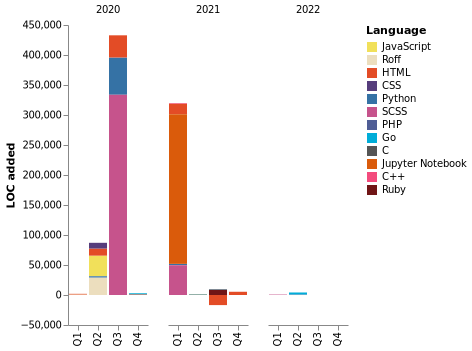 2020 2021 2022
450,000
400,000
350,000
300,000
250,000
200,000
150,000
100,000
50,000
0
−50,000
LOC added
Q1 Q2 Q3 Q4 Q1 Q2 Q3 Q4 Q1 Q2 Q3 Q4
Language
JavaScript
Roff
HTML
CSS
Python
SCSS
PHP
Go
C
Jupyter Notebook
C++
Ruby